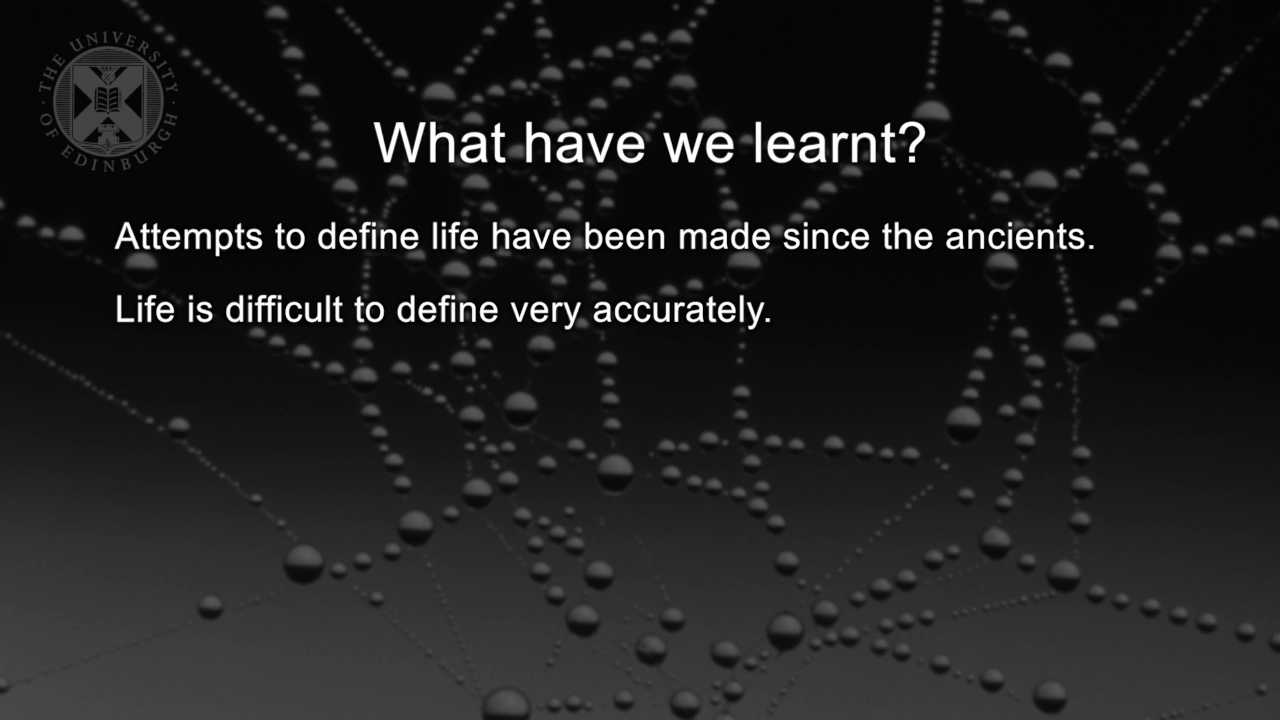 THE UNIVERSITY OF EDINBURGH
What have we learnt?
Attempts to define life have been made since the ancients.
Life is difficult to define very accurately.